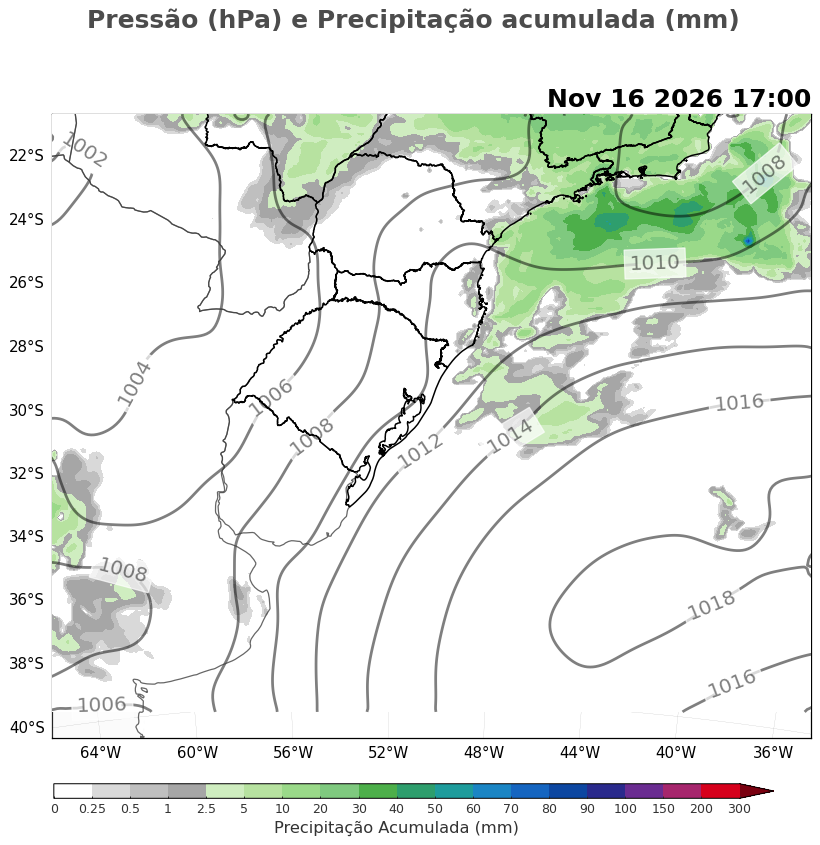 Pressão (hPa) e Precipitação acumulada (mm)
Nov 16 2026 17:00
1002
1008
1010
1004
1006
1008
1012
1014
1016
1008
1018
1016
1006
22°S
24°S
26°S
28°S
30°S
32°S
34°S
36°S
38°S
40°S
64°W 60°W 56°W 52°W 48°W 44°W 40°W 36°W
0 0.25 0.5 1 2.5 5 10 20 30 40 50 60 70 80 90 100 150 200 300
Precipitação Acumulada (mm)